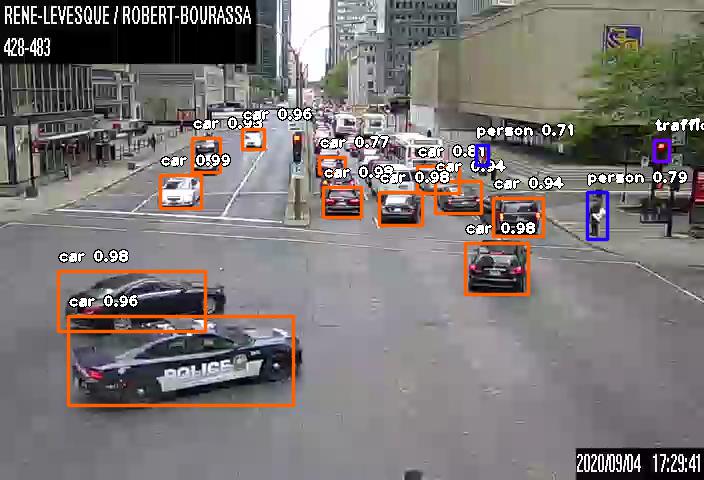 RENE-LEVESQUE / ROBERT-BOURASSA
428-483
car 0.96
person 0.71
traffic
car 0.77
car 0.99
car 0.98
person 0.79
car 0.94
car 0.98
car 0.98
car 0.96
POLICE
2020/09/04 17:29:41